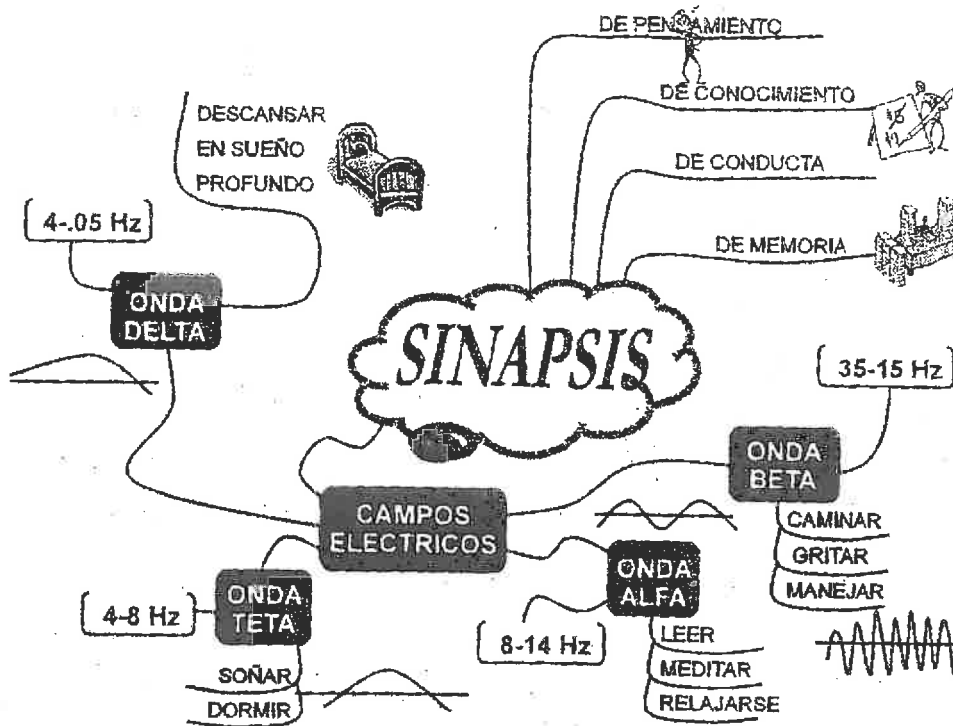 DE PENSAMIENTO
DE CONOCIMIENTO
DE CONDUCTA
DE MEMORIA
DESCANSAR
EN SUEÑO
PROFUNDO
4-.05 Hz
ONDA
DELTA
SINAPSIS
35-15 Hz
ONDA
BETA
CAMINAR
GRITAR
MANEJAR
CAMPOS
ELECTRICOS
ONDA
ALFA
8-14 Hz
LEER
MEDITAR
RELAJARSE
ONDA
TETA
4-8 Hz
SOÑAR
DORMIR